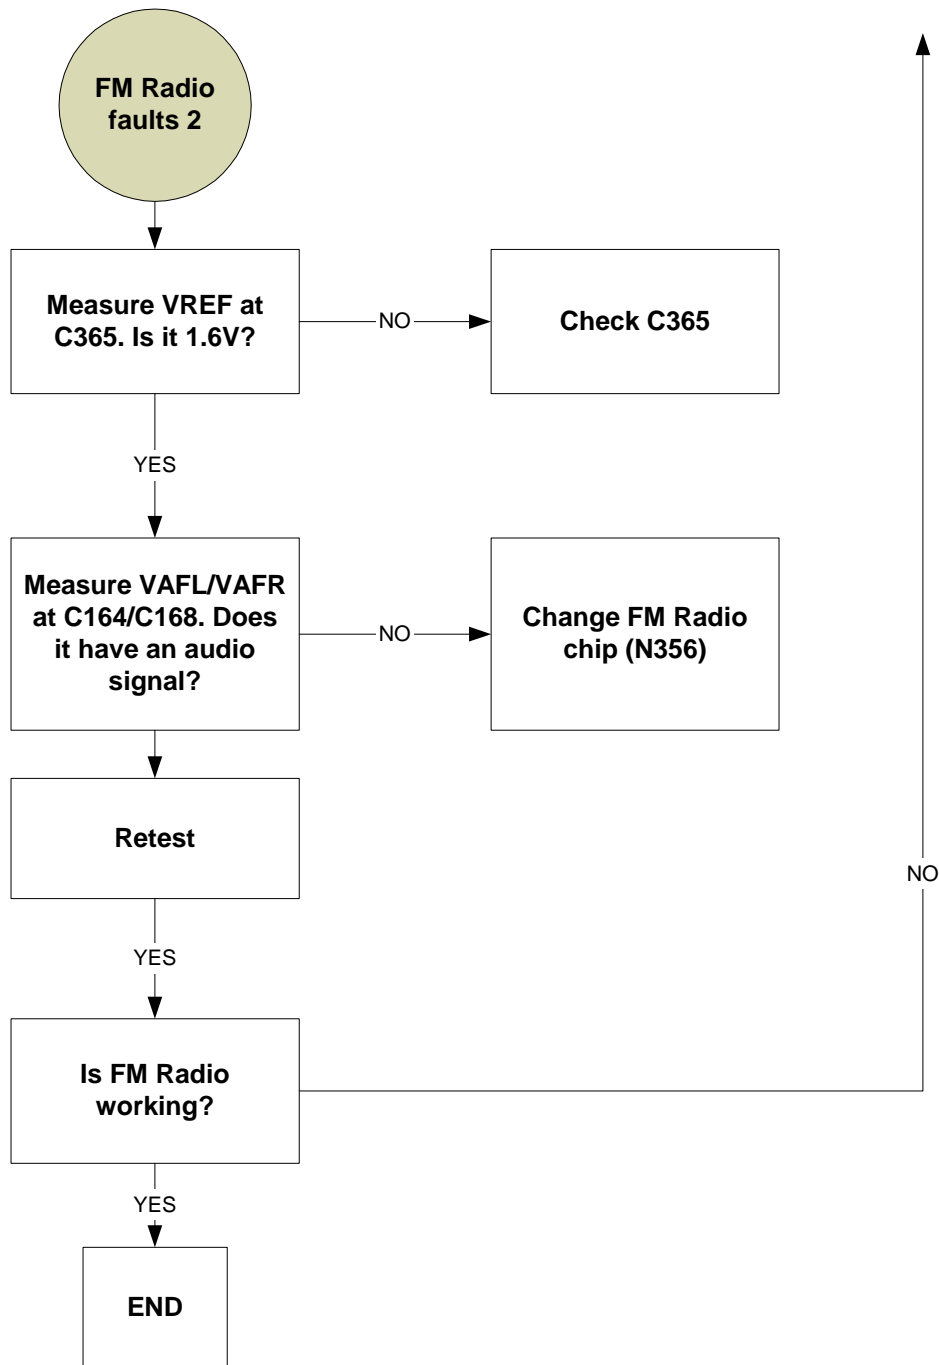 FM Radio
faults 2
Measure VREF at
C365. Is it 1.6V?
NO
Check C365
YES
Measure VAFL/VAFR
at C164/C168. Does
it have an audio
signal?
NO
Change FM Radio
chip (N356)
Retest
NO
YES
Is FM Radio
working?
YES
END